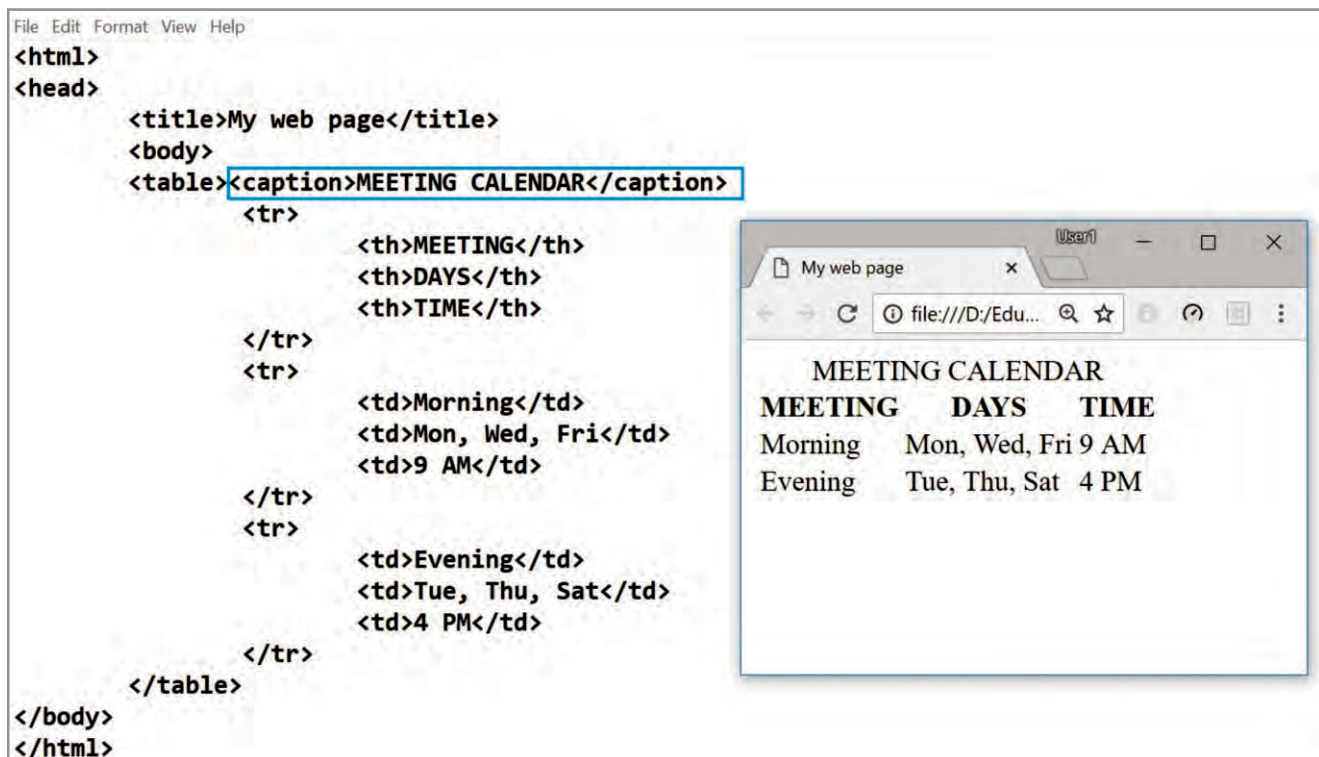 File Edit Format View Help
<html>
<head>
<title>My web page</title>
<body>
<table><caption>MEETING CALENDAR</caption>
<tr>
<th>MEETING</th>
<th>DAYS</th>
<th>TIME</th>
</tr>
<tr>
<td>Morning</td>
<td>Mon, Wed, Fri</td>
<td>9 AM</td>
</tr>
<tr>
<td>Evening</td>
<td>Tue, Thu, Sat</td>
<td>4 PM</td>
</tr>
</table>
</body>
</html>
User1
My web page
file:///D:/Edu...
MEETING CALENDAR
MEETING DAYS TIME
Morning Mon, Wed, Fri 9 AM
Evening Tue, Thu, Sat 4 PM